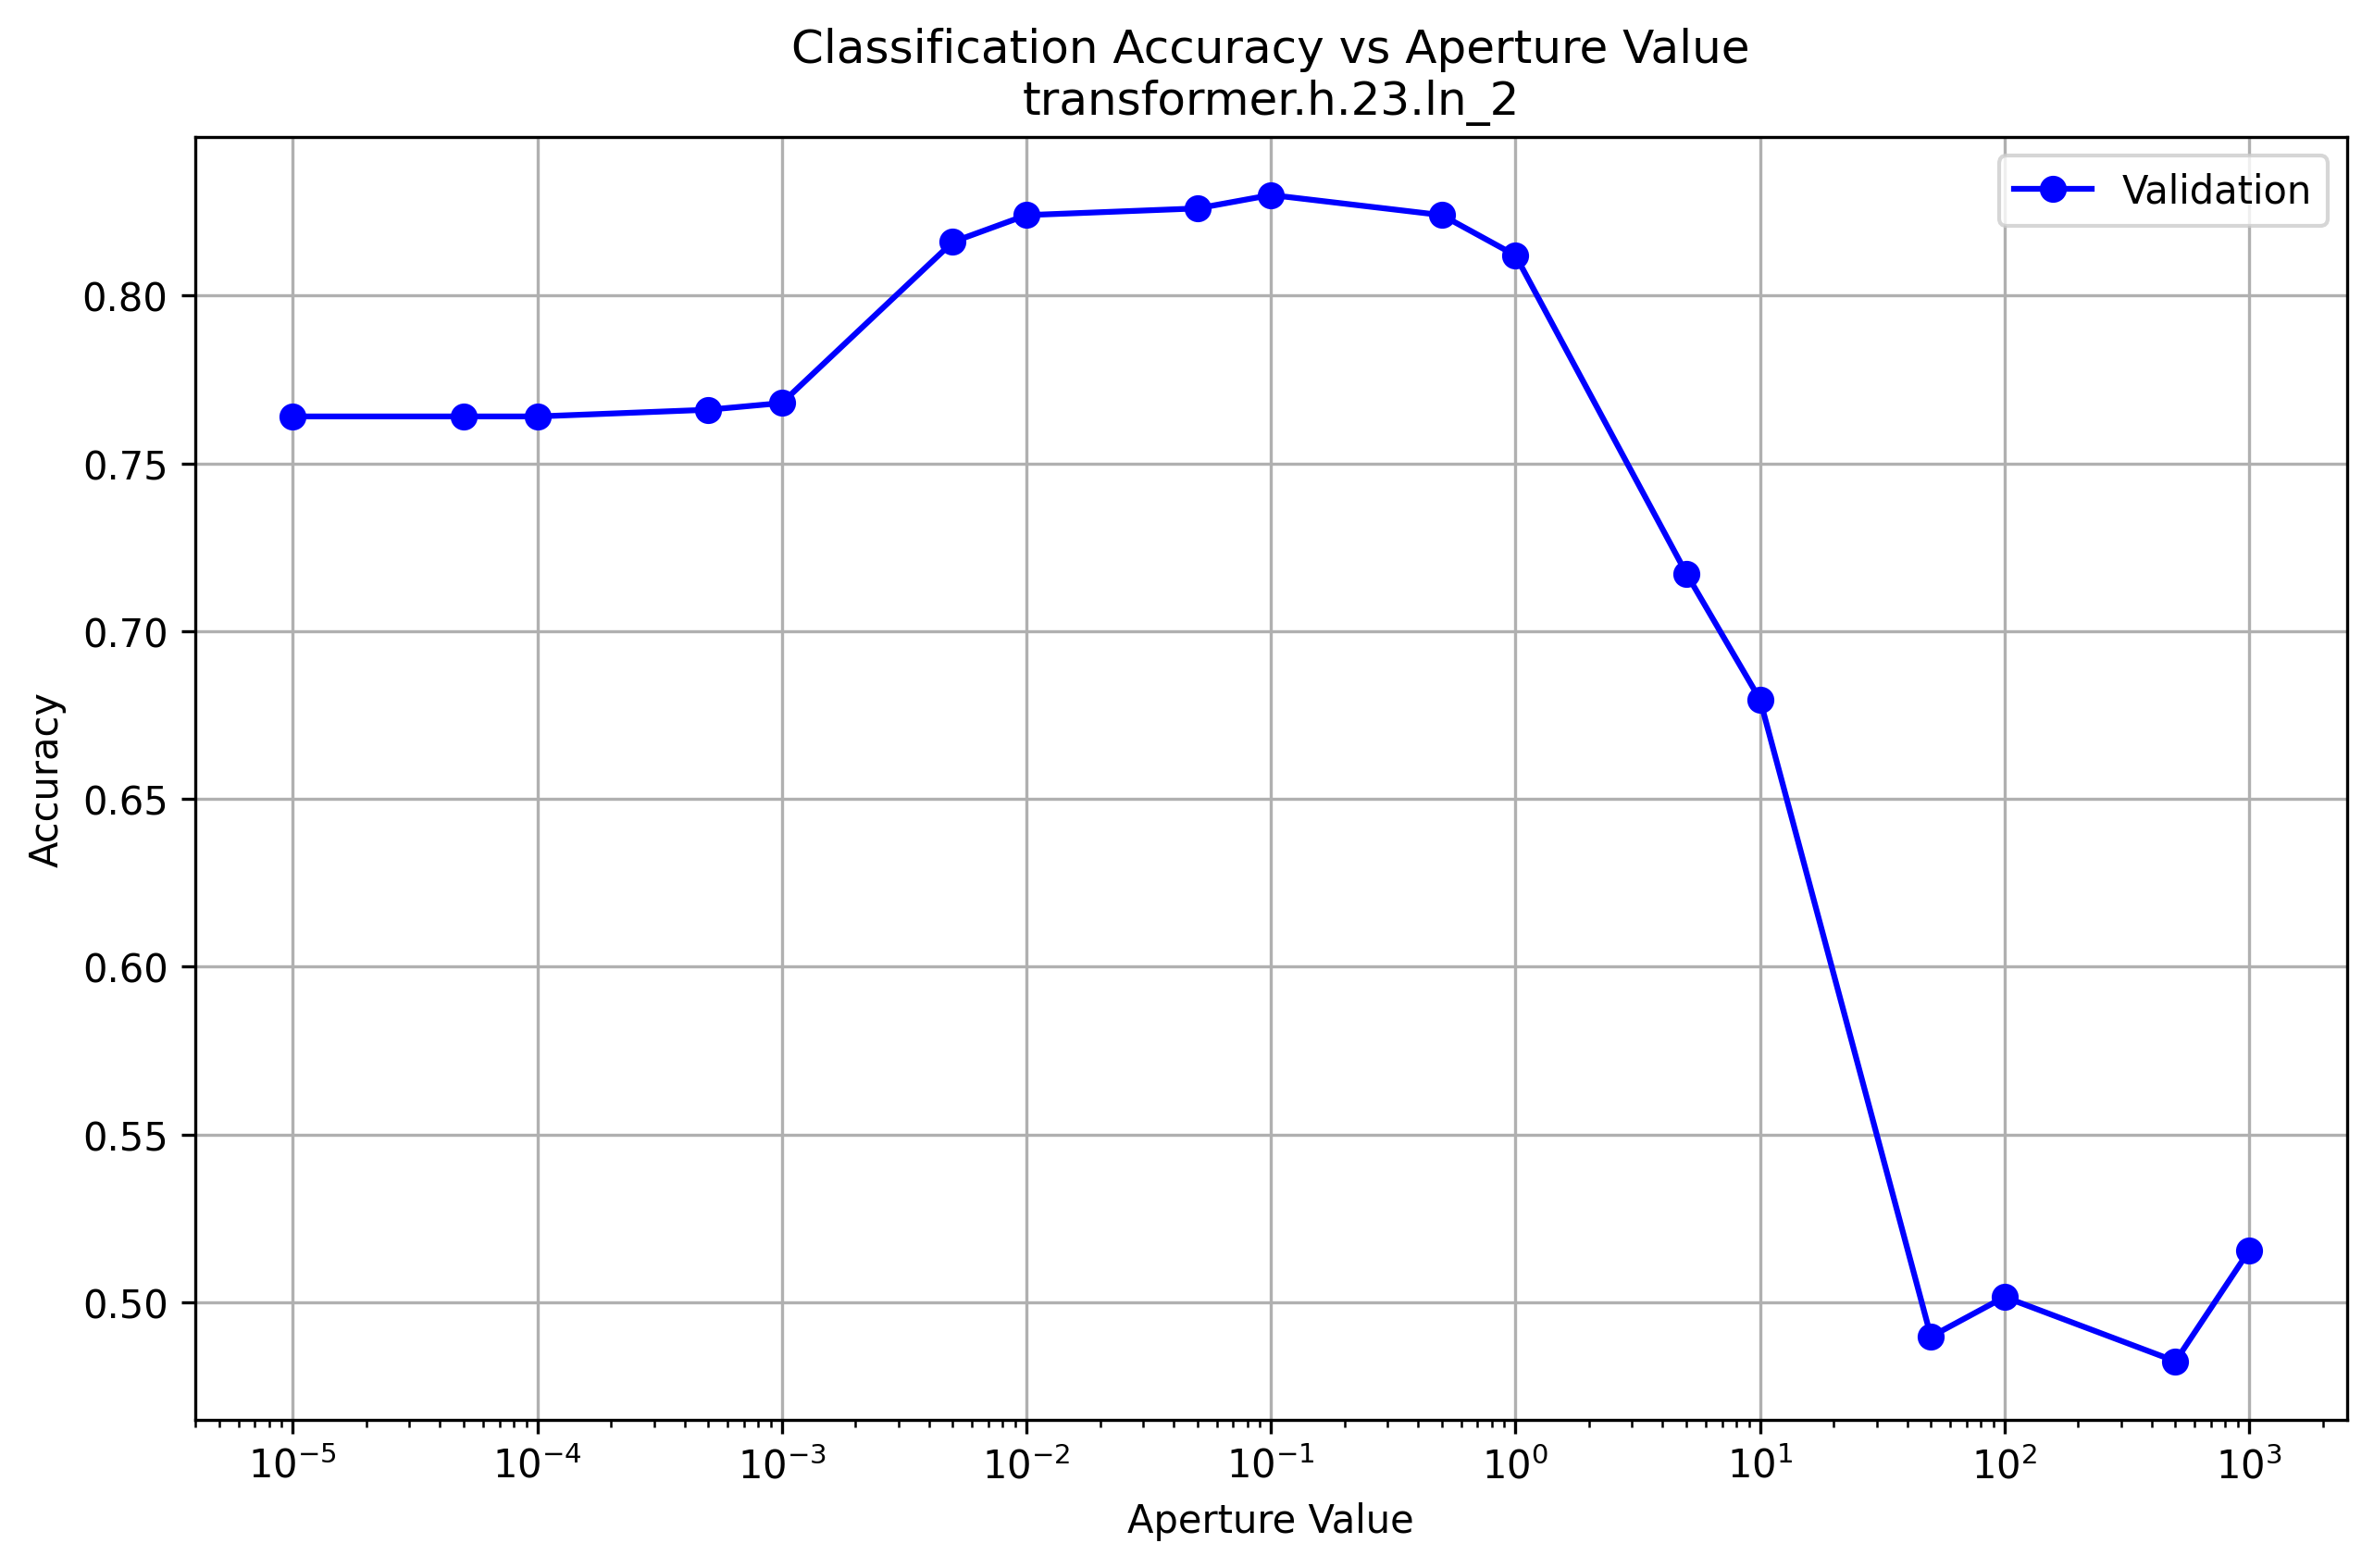 Classification Accuracy vs Aperture Value
transformer.h.23.ln_2
Validation
Accuracy
0.80
0.75
0.70
0.65
0.60
0.55
0.50
10⁻⁵ 10⁻⁴ 10⁻³ 10⁻² 10⁻¹ 10⁰ 10¹ 10² 10³
Aperture Value